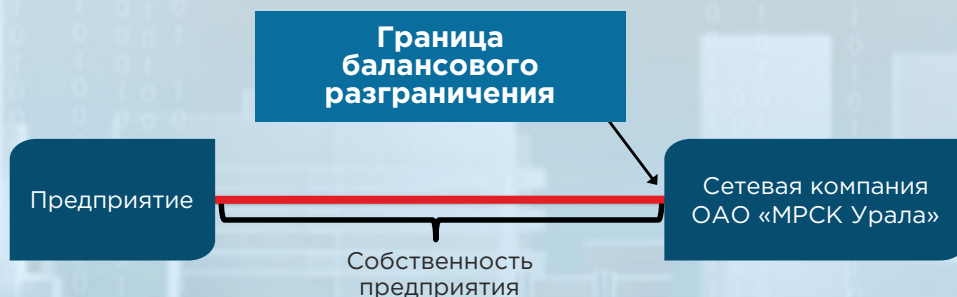 Граница
балансового
разграничения
Предприятие
Сетевая компания
ОАО «МРСК Урала»
Собственность
предприятия